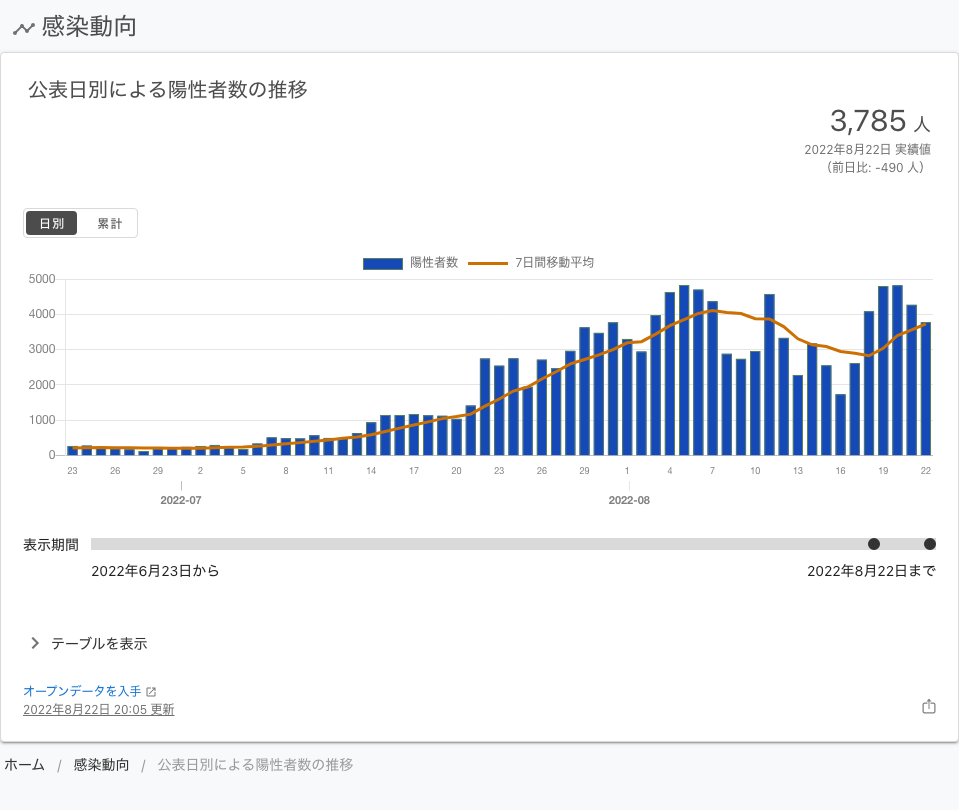 感染動向
公表日別による陽性者数の推移
3,785 人
2022年8月22日 実績値
（前日比: -490 人）
日別 累計
陽性者数 7日間移動平均
5000
4000
3000
2000
1000
0
23 26 29 2 5 8 11 14 17 20 23 26 29 1 4 7 10 13 16 19 22
2022-07 2022-08
表示期間
2022年6月23日から 2022年8月22日まで
テーブルを表示
オープンデータを入手
2022年8月22日 20:05 更新
ホーム / 感染動向 / 公表日別による陽性者数の推移